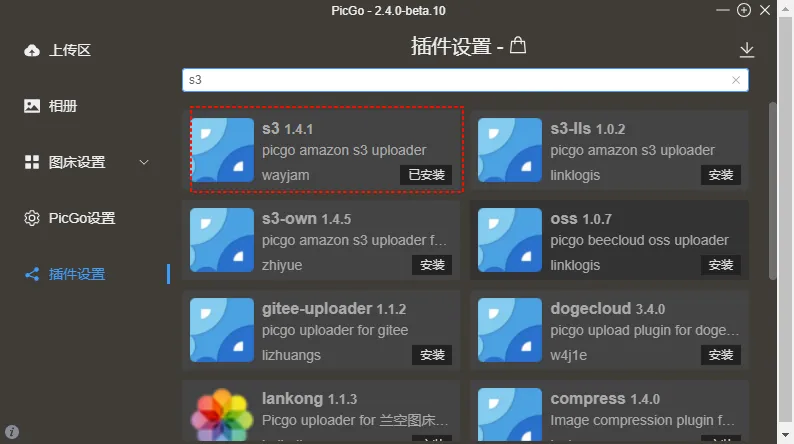 PicGo - 2.4.0-beta.10
上传区
相册
图床设置
PicGo设置
插件设置
插件设置 -
s3
s3 1.4.1
picgo amazon s3 uploader
wayjam
已安装
s3-lls 1.0.2
picgo amazon s3 uploader
linklogis
安装
s3-own 1.4.5
picgo amazon s3 uploader f...
zhiyue
安装
oss 1.0.7
picgo beecloud oss uploader
linklogis
安装
gitee-uploader 1.1.2
picgo uploader for gitee
lizhuangs
安装
dogecloud 3.4.0
picgo upload plugin for doge...
w4j1e
安装
lankong 1.1.3
Picgo uploader for 兰空图床...
compress 1.4.0
Image compression plugin f...